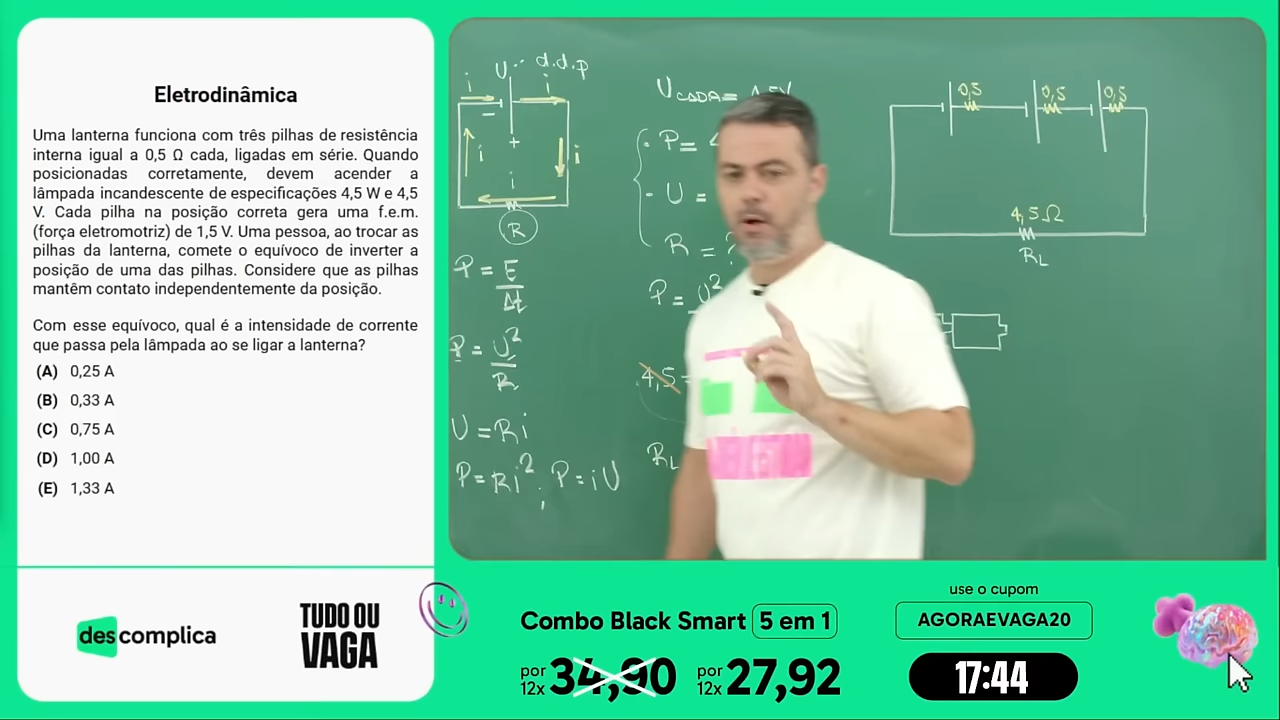 Eletrodinâmica
Uma lanterna funciona com três pilhas de resistência
interna igual a 0,5 Ω cada, ligadas em série. Quando
posicionadas corretamente, devem acender a
lâmpada incandescente de especificações 4,5 W e 4,5
V. Cada pilha na posição correta gera uma f.e.m.
(força eletromotriz) de 1,5 V. Uma pessoa, ao trocar as
pilhas da lanterna, comete o equívoco de inverter a
posição de uma das pilhas. Considere que as pilhas
mantêm contato independentemente da posição.
Com esse equívoco, qual é a intensidade de corrente
que passa pela lâmpada ao se ligar a lanterna?
(A) 0,25 A
(B) 0,33 A
(C) 0,75 A
(D) 1,00 A
(E) 1,33 A
U d.d.p
i i
−
+
i i
i
R
P = E
Δt
P = U²
R
U = Ri
P = Ri² ; P = iU
UCADA =
P =
U =
R = ?
P = U²
4,5 =
RL
0,5 0,5 0,5
4,5 Ω
RL
descomplica
TUDO OU
VAGA
Combo Black Smart 5 em 1
por
12x 34,90
por
12x 27,92
use o cupom
AGORAEVAGA20
17:44